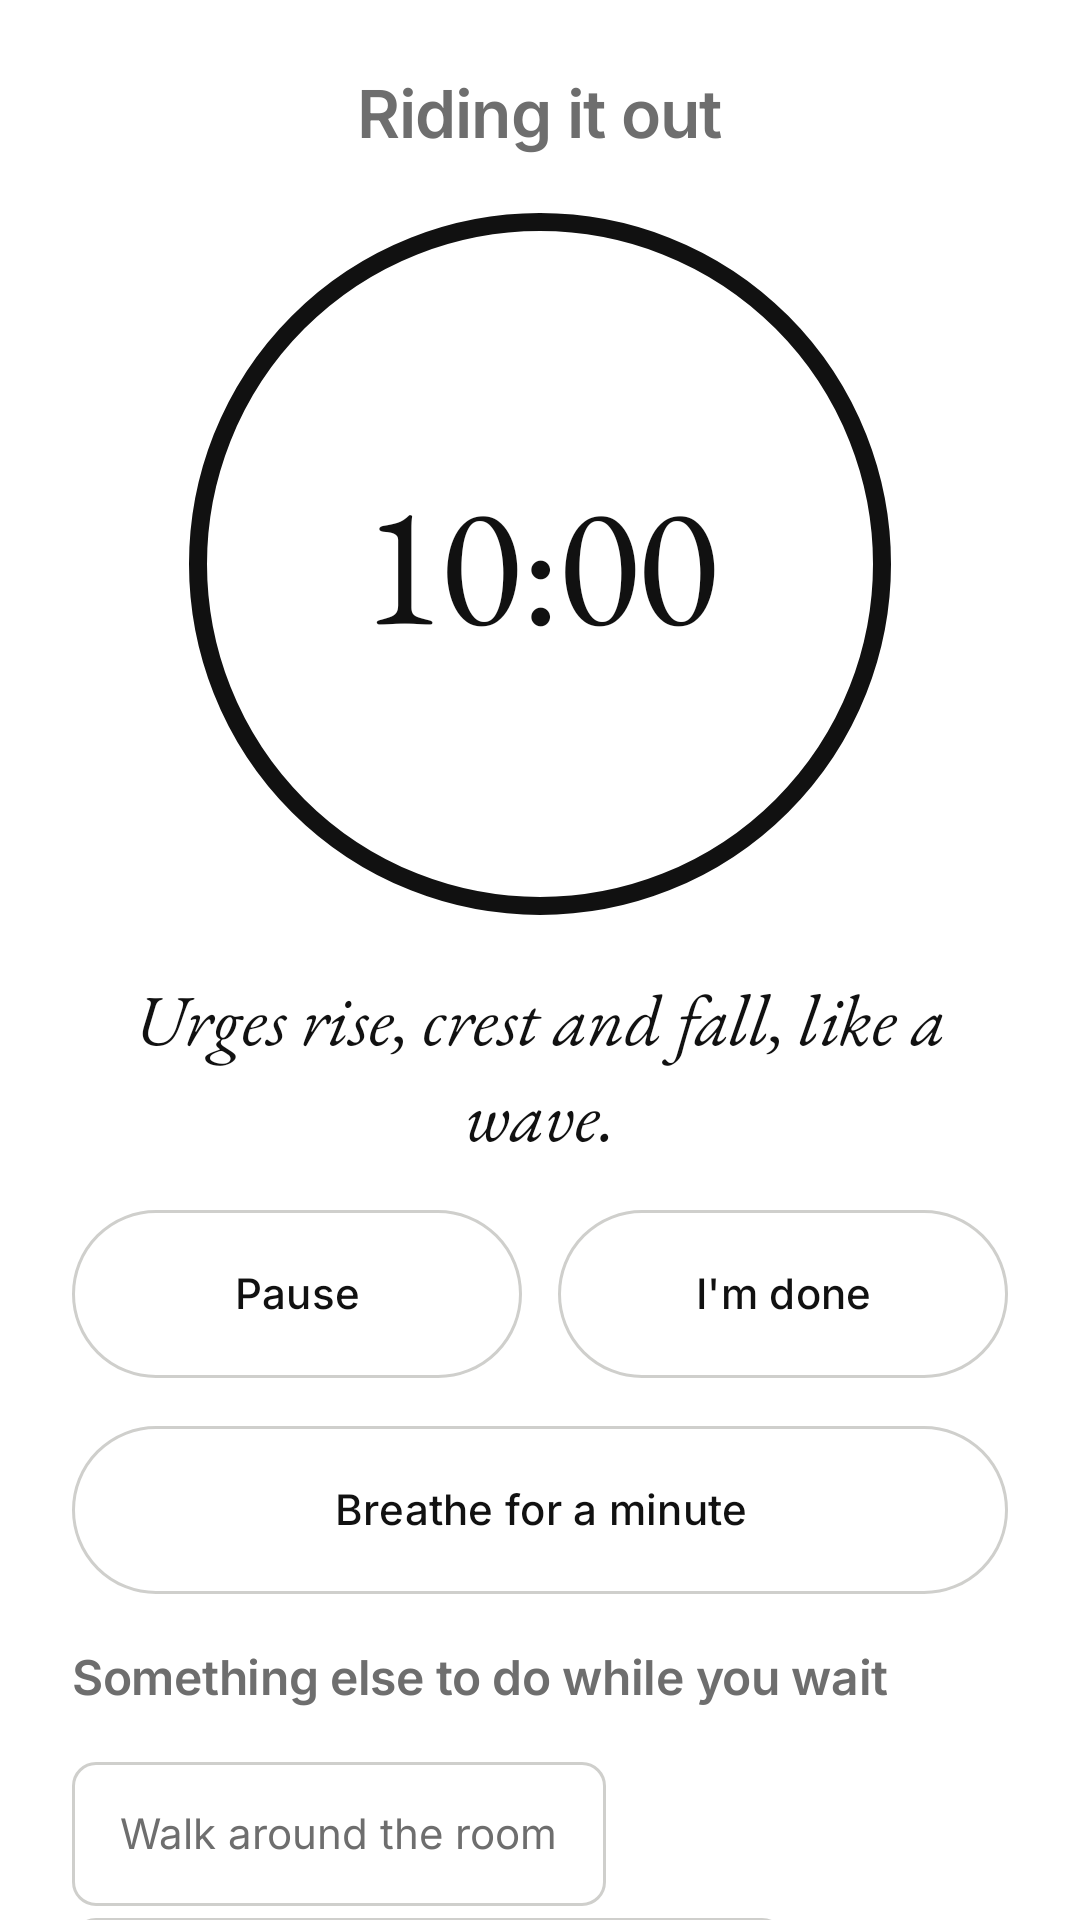 Riding it out
10:00
Urges rise, crest and fall, like a
wave.
Pause
I'm done
Breathe for a minute
Something else to do while you wait
Walk around the room